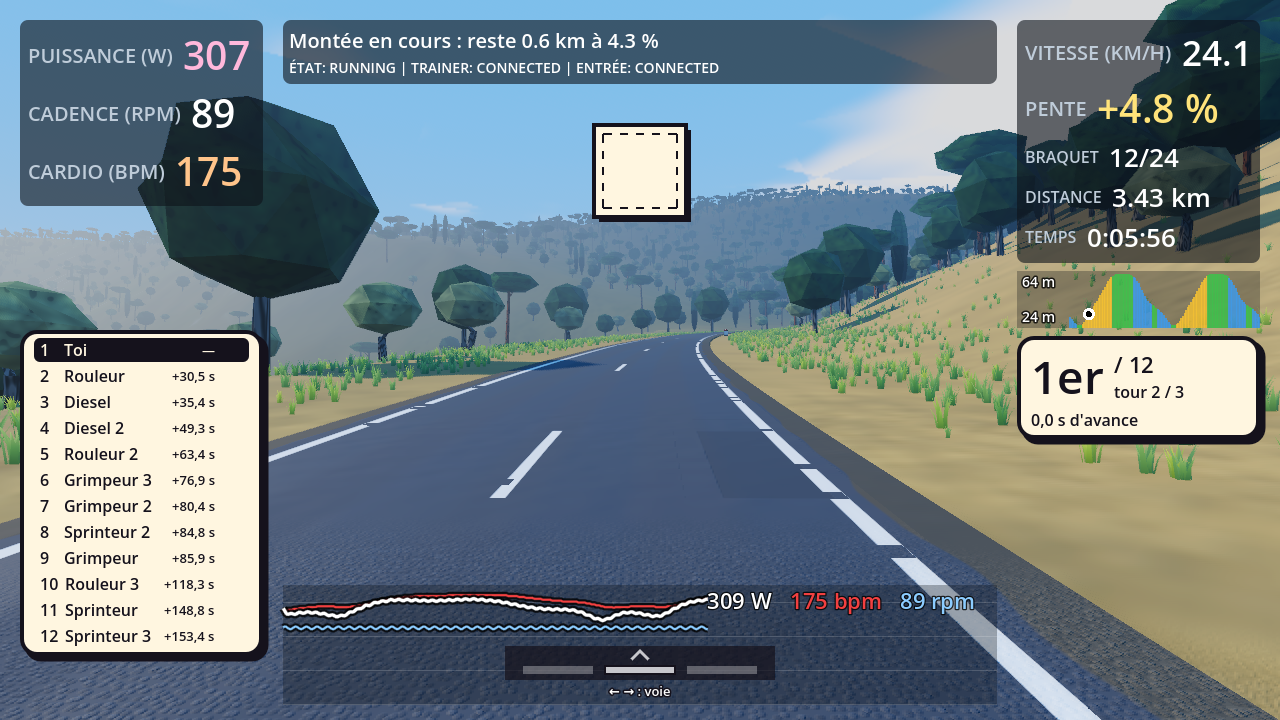 PUISSANCE (W) 307
CADENCE (RPM) 89
CARDIO (BPM) 175
Montée en cours : reste 0.6 km à 4.3 %
ÉTAT: RUNNING | TRAINER: CONNECTED | ENTRÉE: CONNECTED
VITESSE (KM/H) 24.1
PENTE +4.8 %
BRAQUET 12/24
DISTANCE 3.43 km
TEMPS 0:05:56
64 m
24 m
1er / 12
tour 2 / 3
0,0 s d'avance
1 Toi —
2 Rouleur +30,5 s
3 Diesel +35,4 s
4 Diesel 2 +49,3 s
5 Rouleur 2 +63,4 s
6 Grimpeur 3 +76,9 s
7 Grimpeur 2 +80,4 s
8 Sprinteur 2 +84,8 s
9 Grimpeur +85,9 s
10 Rouleur 3 +118,3 s
11 Sprinteur +148,8 s
12 Sprinteur 3 +153,4 s
309 W 175 bpm 89 rpm
← → : voie